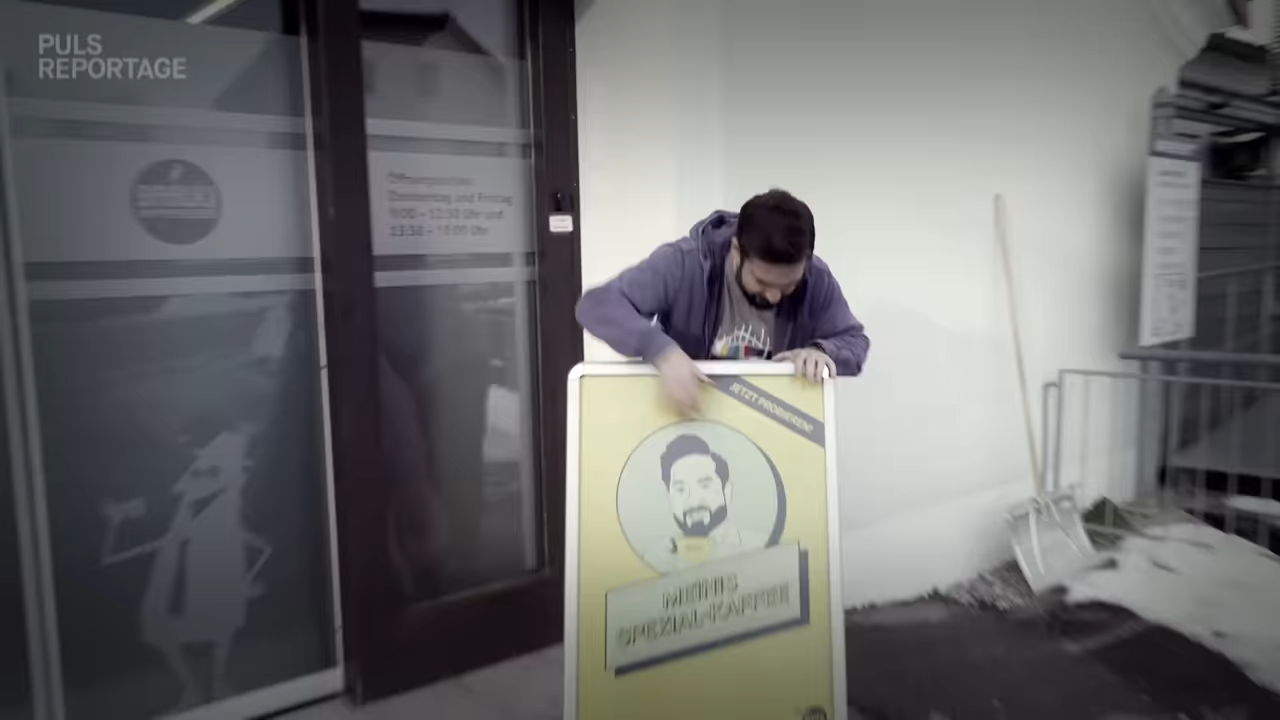 PULS
REPORTAGE
Öffnungszeiten:
Donnerstag und Freitag
9:00 - 12:30 Uhr und
13:30 - 18:00 Uhr
JETZT PROBIEREN!
MEINIS
SPEZIAL-KAFFEE